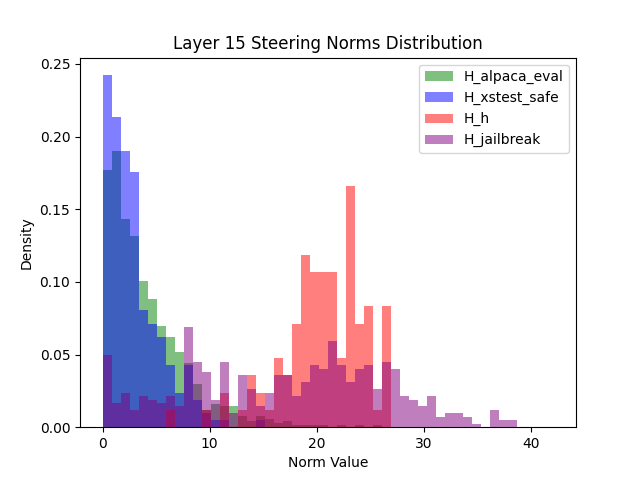 Layer 15 Steering Norms Distribution
H_alpaca_eval
H_xstest_safe
H_h
H_jailbreak
0.25
0.20
0.15
0.10
0.05
0.00
Density
0 10 20 30 40
Norm Value